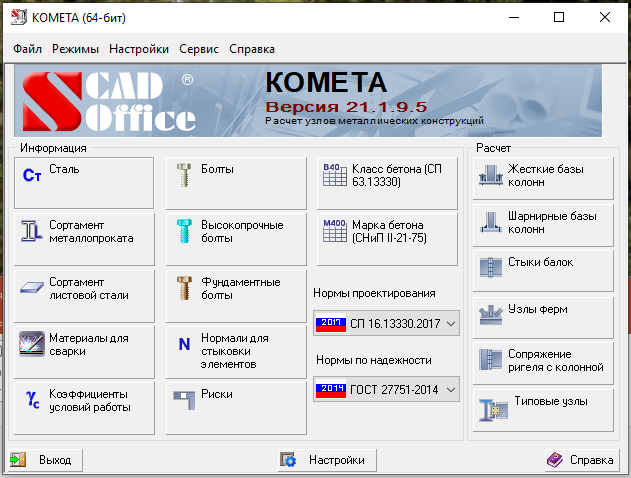 КОМЕТА (64-бит)
Файл Режимы Настройки Сервис Справка
SCAD Office ®
КОМЕТА
Версия 21.1.9.5
Расчет узлов металлических конструкций
Информация
Ст Сталь
Сортамент
металлопроката
Сортамент
листовой стали
Материалы для
сварки
γc Коэффициенты
условий работы
Болты
Высокопрочные
болты
Фундаментные
болты
N Нормали для
стыковки
элементов
Риски
B40 Класс бетона (СП
63.13330)
M400 Марка бетона
(СНиП II-21-75)
Нормы проектирования
2017 СП 16.13330.2017
Нормы по надежности
2014 ГОСТ 27751-2014
Расчет
Жесткие базы
колонн
Шарнирные базы
колонн
Стыки балок
Узлы ферм
Сопряжение
ригеля с колонной
Типовые узлы
Выход
Настройки
Справка